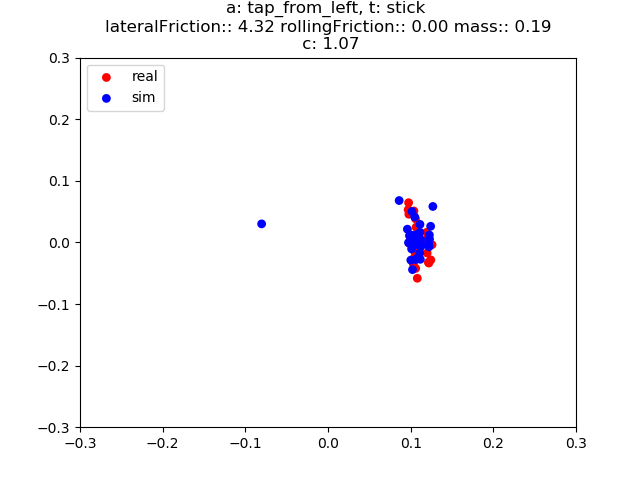 a: tap_from_left, t: stick
lateralFriction:: 4.32 rollingFriction:: 0.00 mass:: 0.19
c: 1.07
real
sim
0.3
0.2
0.1
0.0
−0.1
−0.2
−0.3
−0.3
−0.2
−0.1
0.0
0.1
0.2
0.3